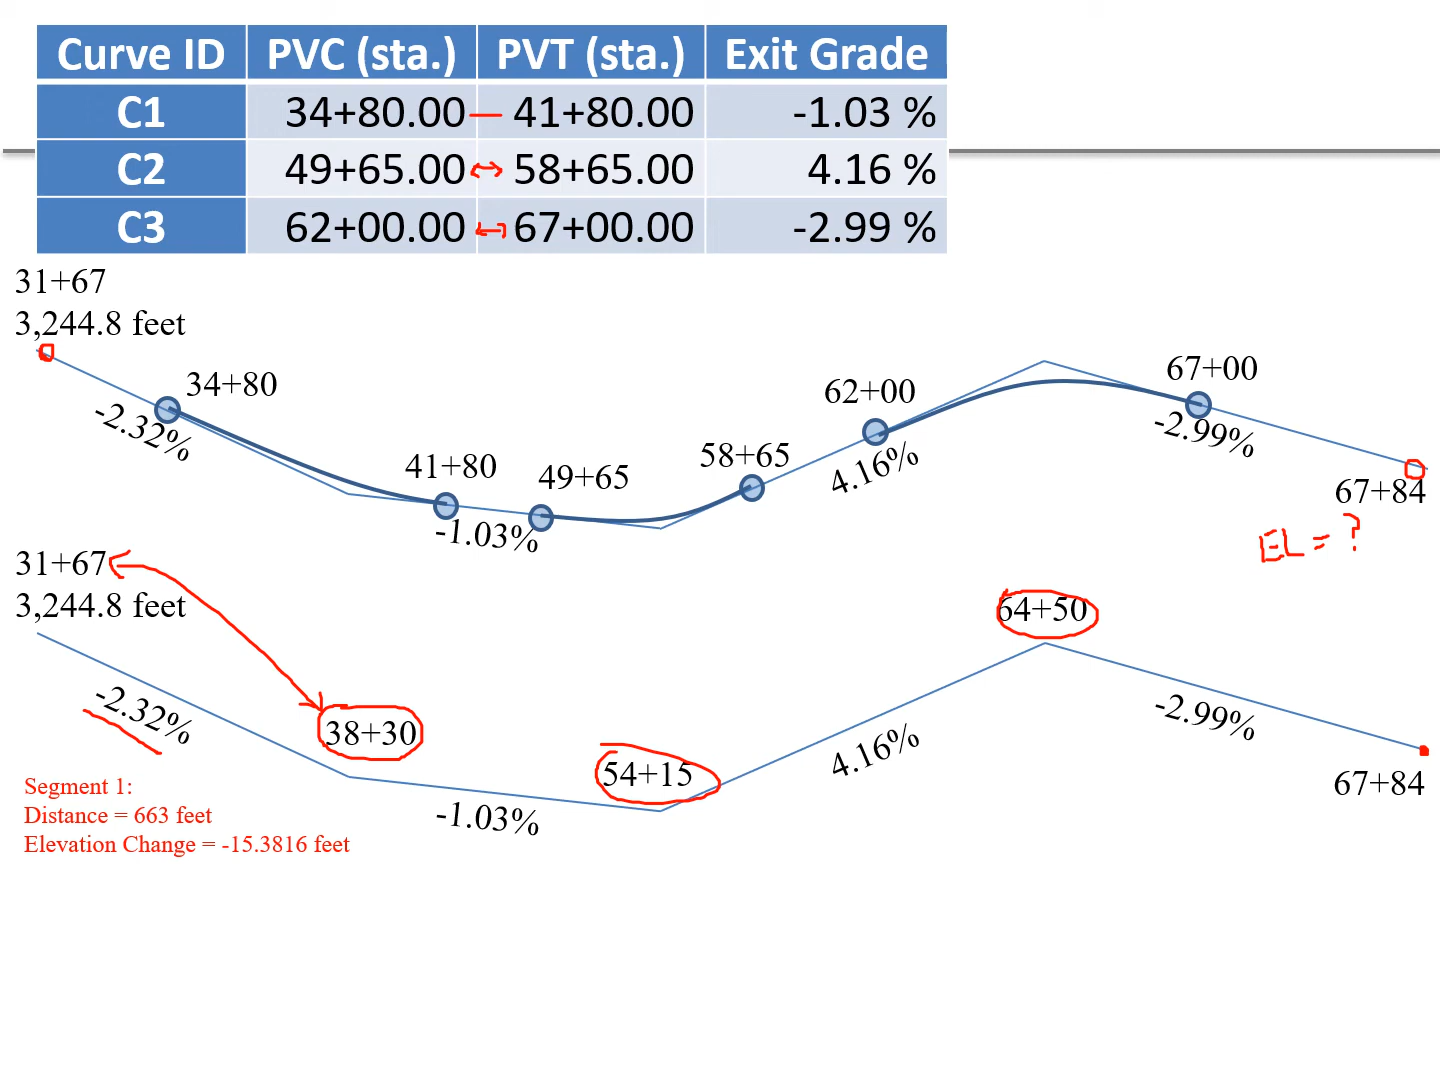 Curve ID PVC (sta.) PVT (sta.) Exit Grade
C1 34+80.00 41+80.00 -1.03 %
C2 49+65.00 58+65.00 4.16 %
C3 62+00.00 67+00.00 -2.99 %
31+67
3,244.8 feet
34+80
-2.32%
41+80
49+65
-1.03%
58+65
62+00
4.16%
67+00
-2.99%
67+84
EL = ?
31+67
3,244.8 feet
-2.32%
38+30
-1.03%
54+15
4.16%
64+50
-2.99%
67+84
Segment 1:
Distance = 663 feet
Elevation Change = -15.3816 feet